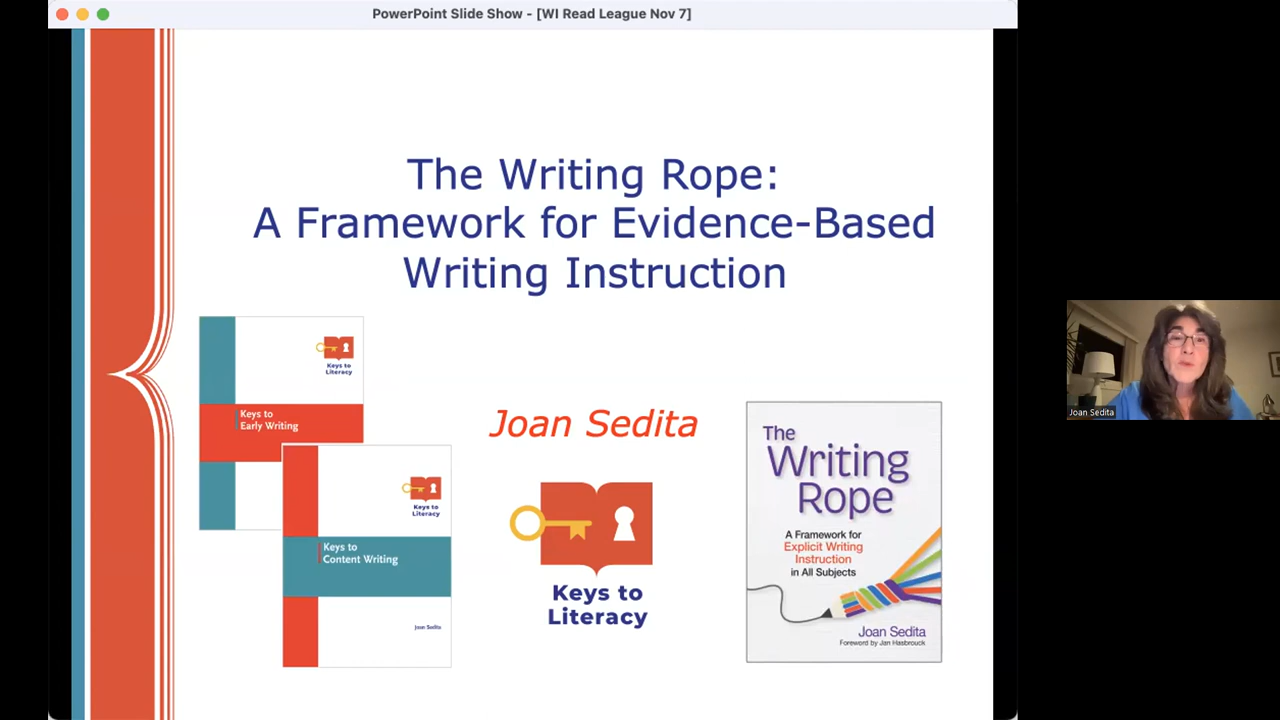 PowerPoint Slide Show - [WI Read League Nov 7]
The Writing Rope:
A Framework for Evidence-Based
Writing Instruction
Keys to
Literacy
Keys to
Early Writing
Keys to
Literacy
Keys to
Content Writing
Joan Sedita
Joan Sedita
Keys to
Literacy
The
Writing
Rope
A Framework for
Explicit Writing
Instruction
in All Subjects
Joan Sedita
Foreword by Jan Hasbrouck
Joan Sedita